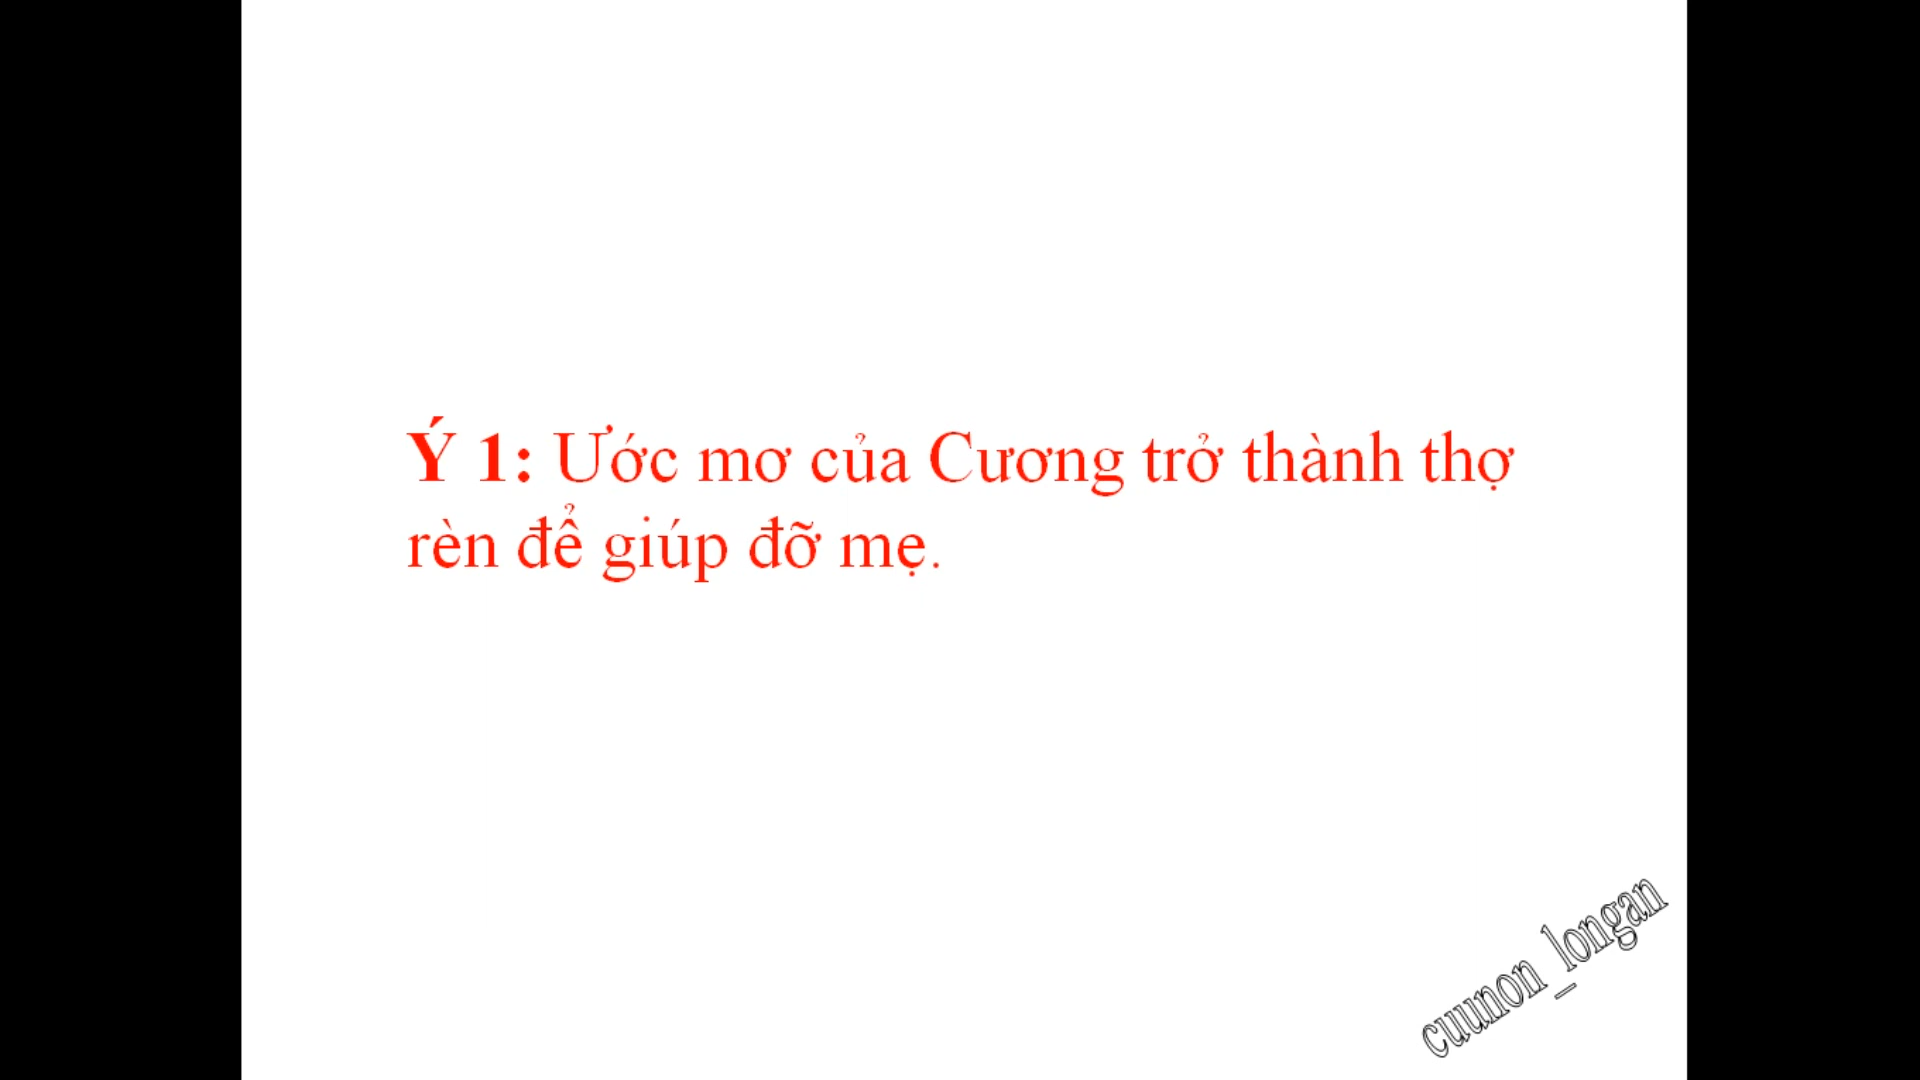 Ý 1: Ước mơ của Cương trở thành thợ
rèn để giúp đỡ mẹ.
cuunon_longan